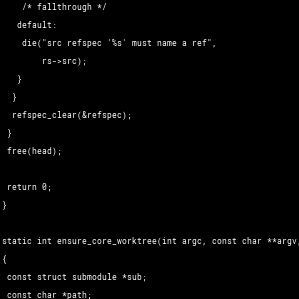 /* fallthrough */
default:
die("src refspec '%s' must name a ref",
rs->src);
}
}
refspec_clear(&refspec);
}
free(head);
return 0;
}
static int ensure_core_worktree(int argc, const char **argv,
{
const struct submodule *sub;
const char *path;